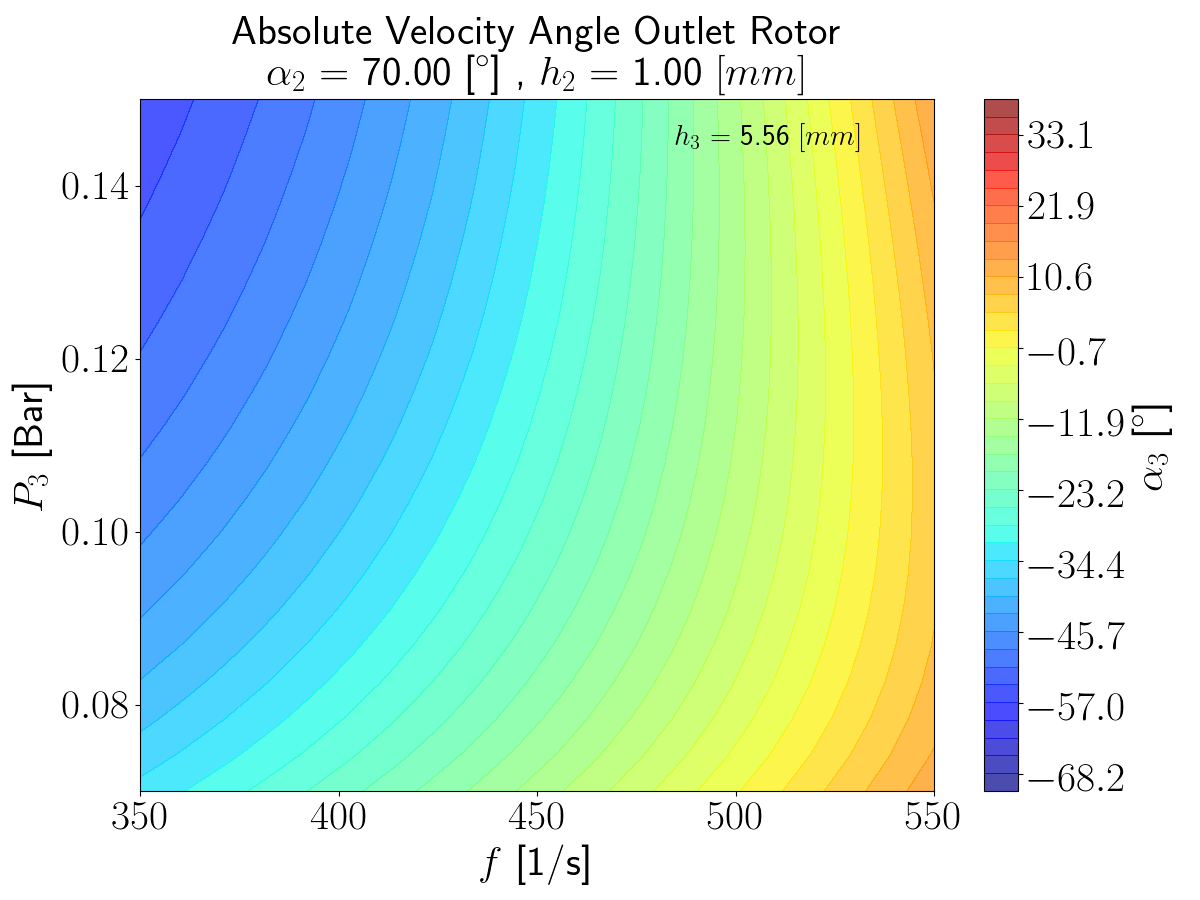 Absolute Velocity Angle Outlet Rotor
α₂ = 70.00 [°] , h₂ = 1.00 [mm]
h₃ = 5.56 [mm]
0.14
0.12
0.10
0.08
P₃ [Bar]
350 400 450 500 550
f [1/s]
33.1
21.9
10.6
−0.7
−11.9
−23.2
−34.4
−45.7
−57.0
−68.2
α₃ [°]